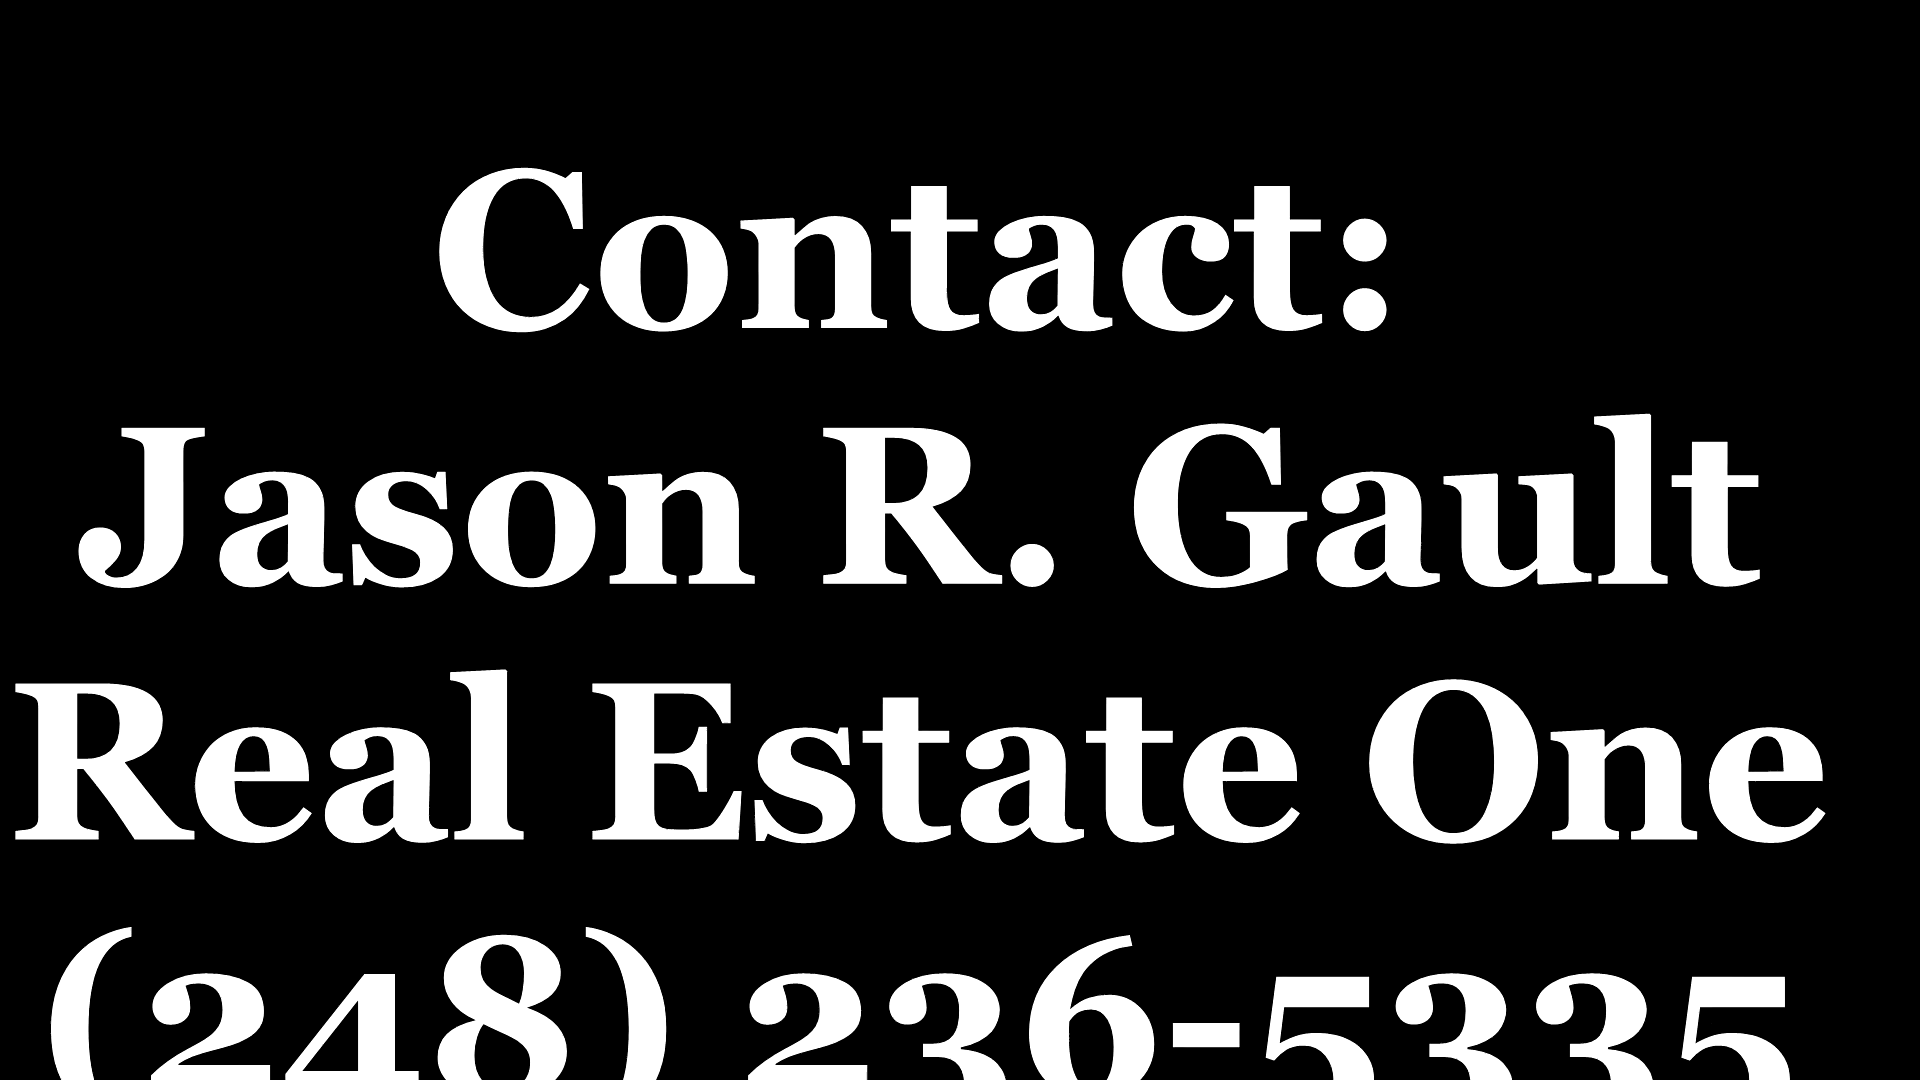 Contact:
Jason R. Gault
Real Estate One
(248) 236-5335